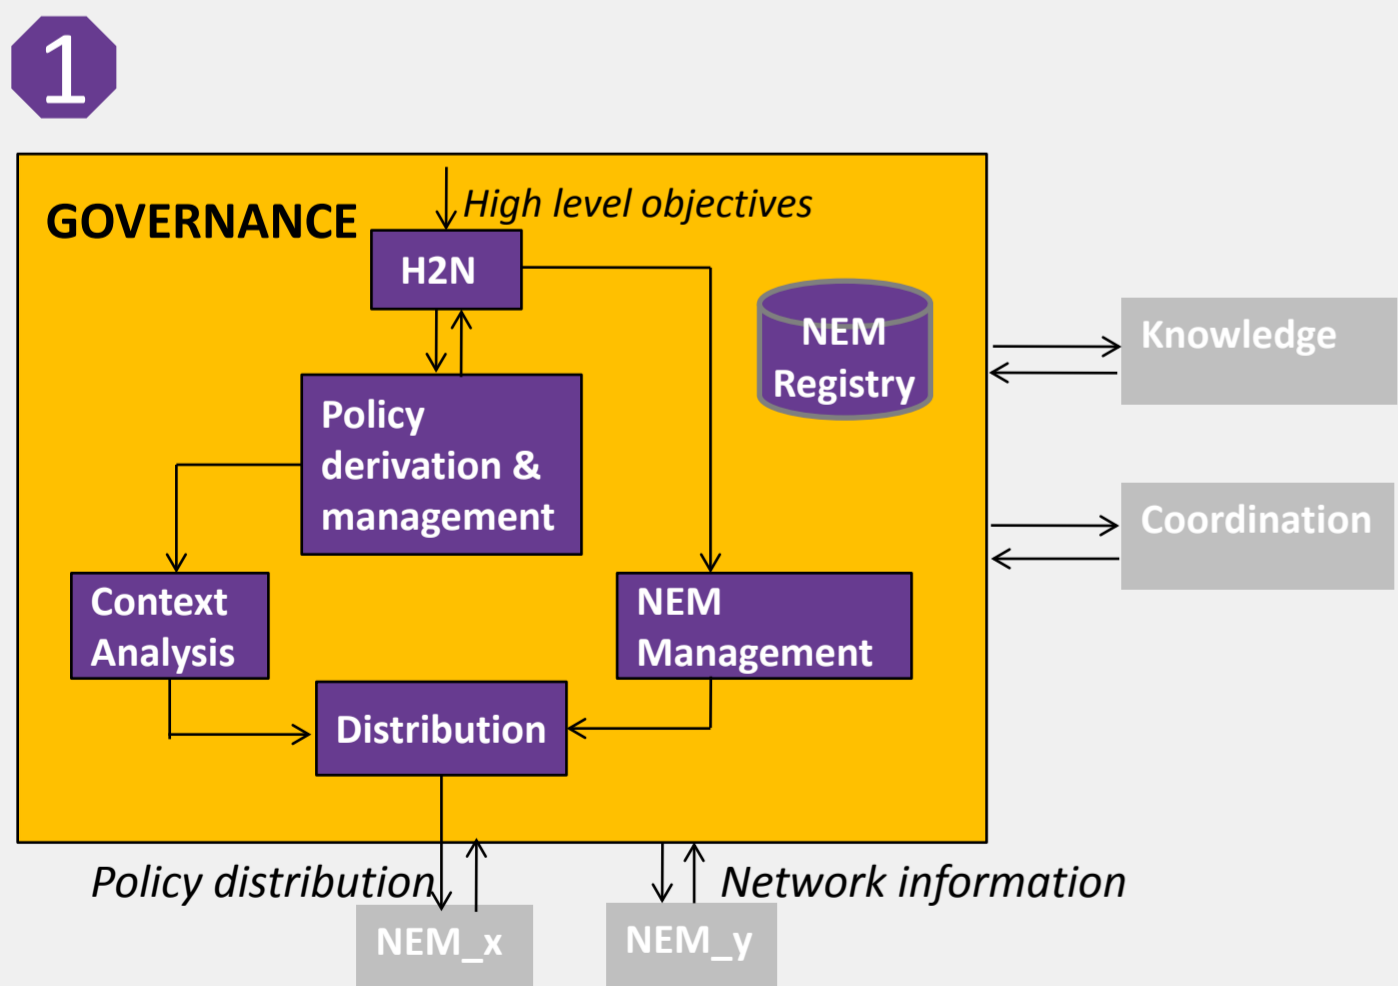 1
GOVERNANCE
High level objectives
H2N
NEM
Registry
Knowledge
Policy
derivation &
management
Coordination
Context
Analysis
NEM
Management
Distribution
Policy distribution
Network information
NEM_x
NEM_y